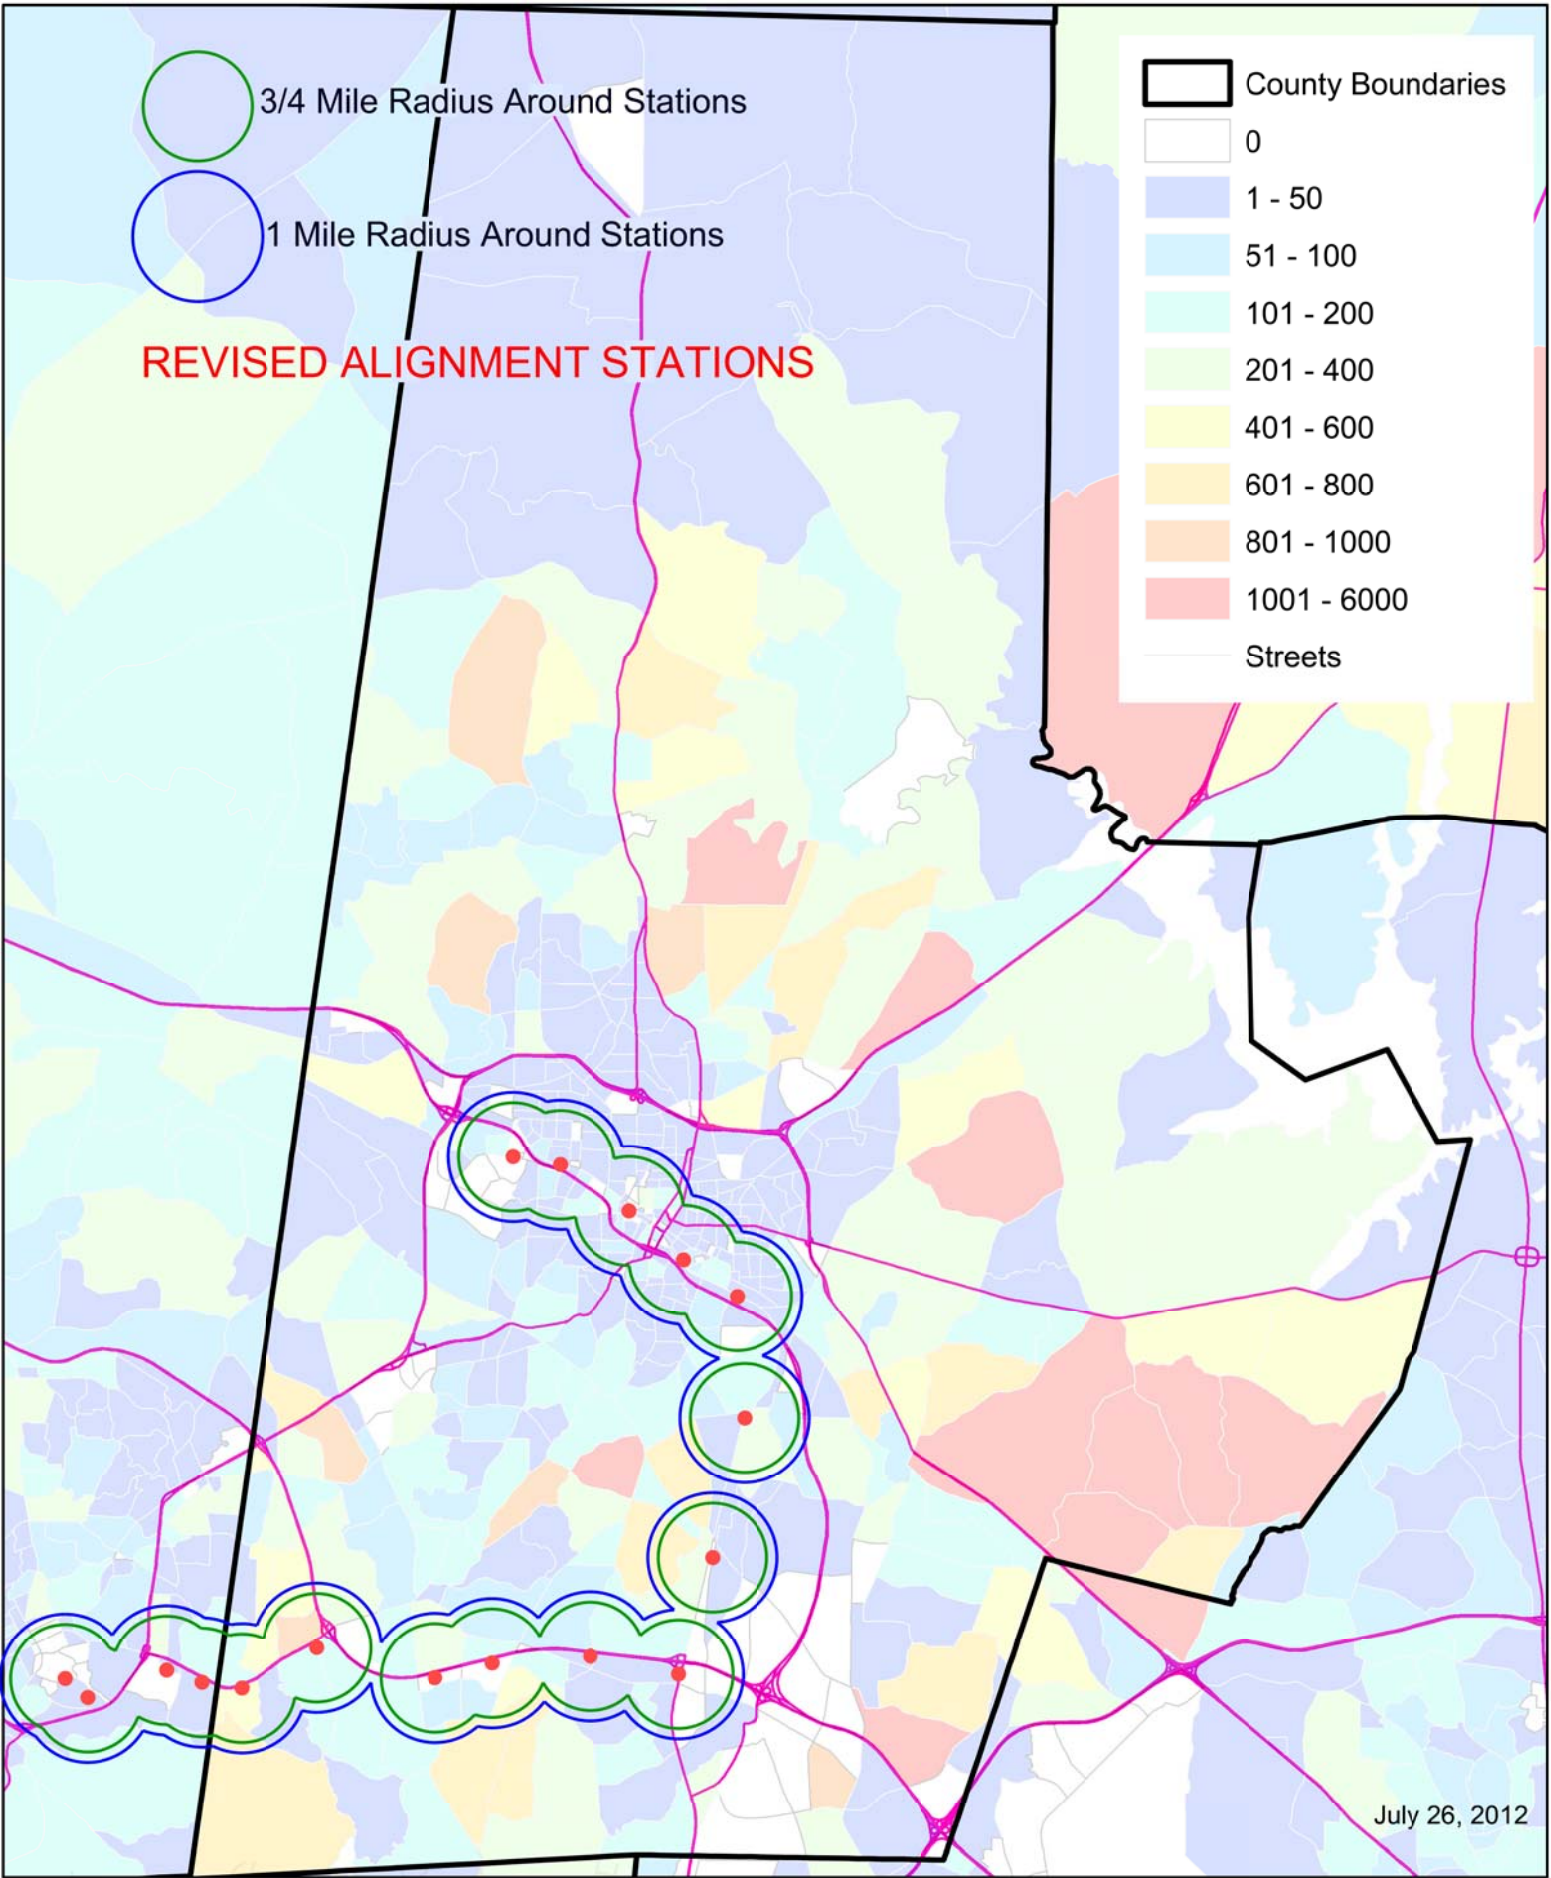 3/4 Mile Radius Around Stations
1 Mile Radius Around Stations
REVISED ALIGNMENT STATIONS
County Boundaries
0
1 - 50
51 - 100
101 - 200
201 - 400
401 - 600
601 - 800
801 - 1000
1001 - 6000
Streets
July 26, 2012